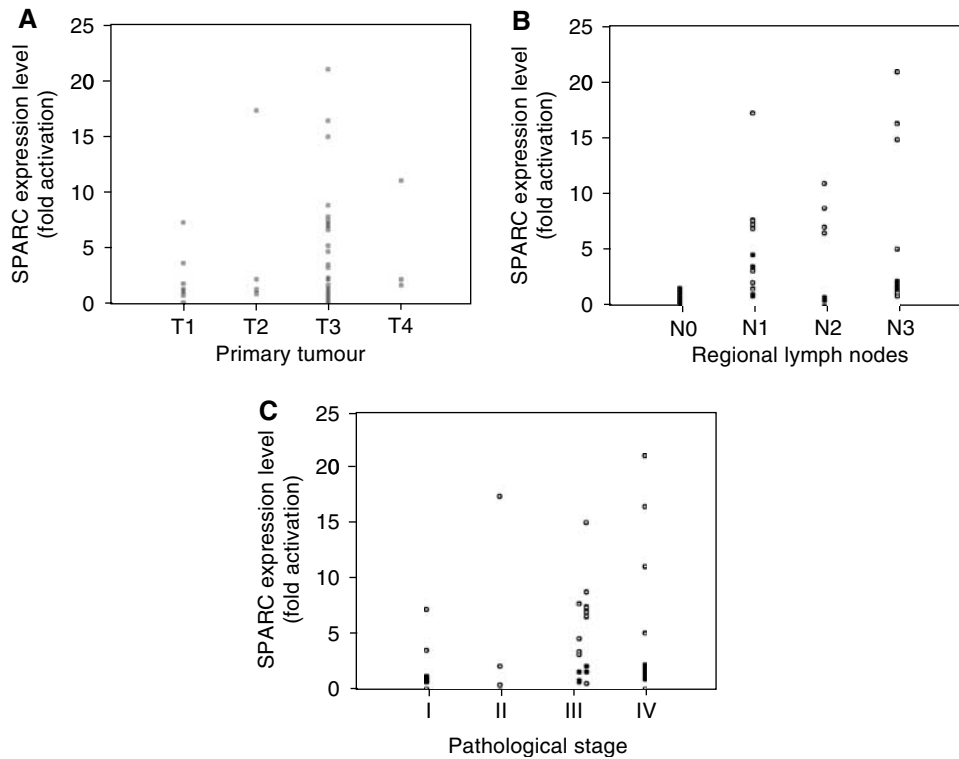 A
SPARC expression level
(fold activation)
25
20
15
10
5
0
T1 T2 T3 T4
Primary tumour
B
SPARC expression level
(fold activation)
25
20
15
10
5
0
N0 N1 N2 N3
Regional lymph nodes
C
SPARC expression level
(fold activation)
25
20
15
10
5
0
I II III IV
Pathological stage